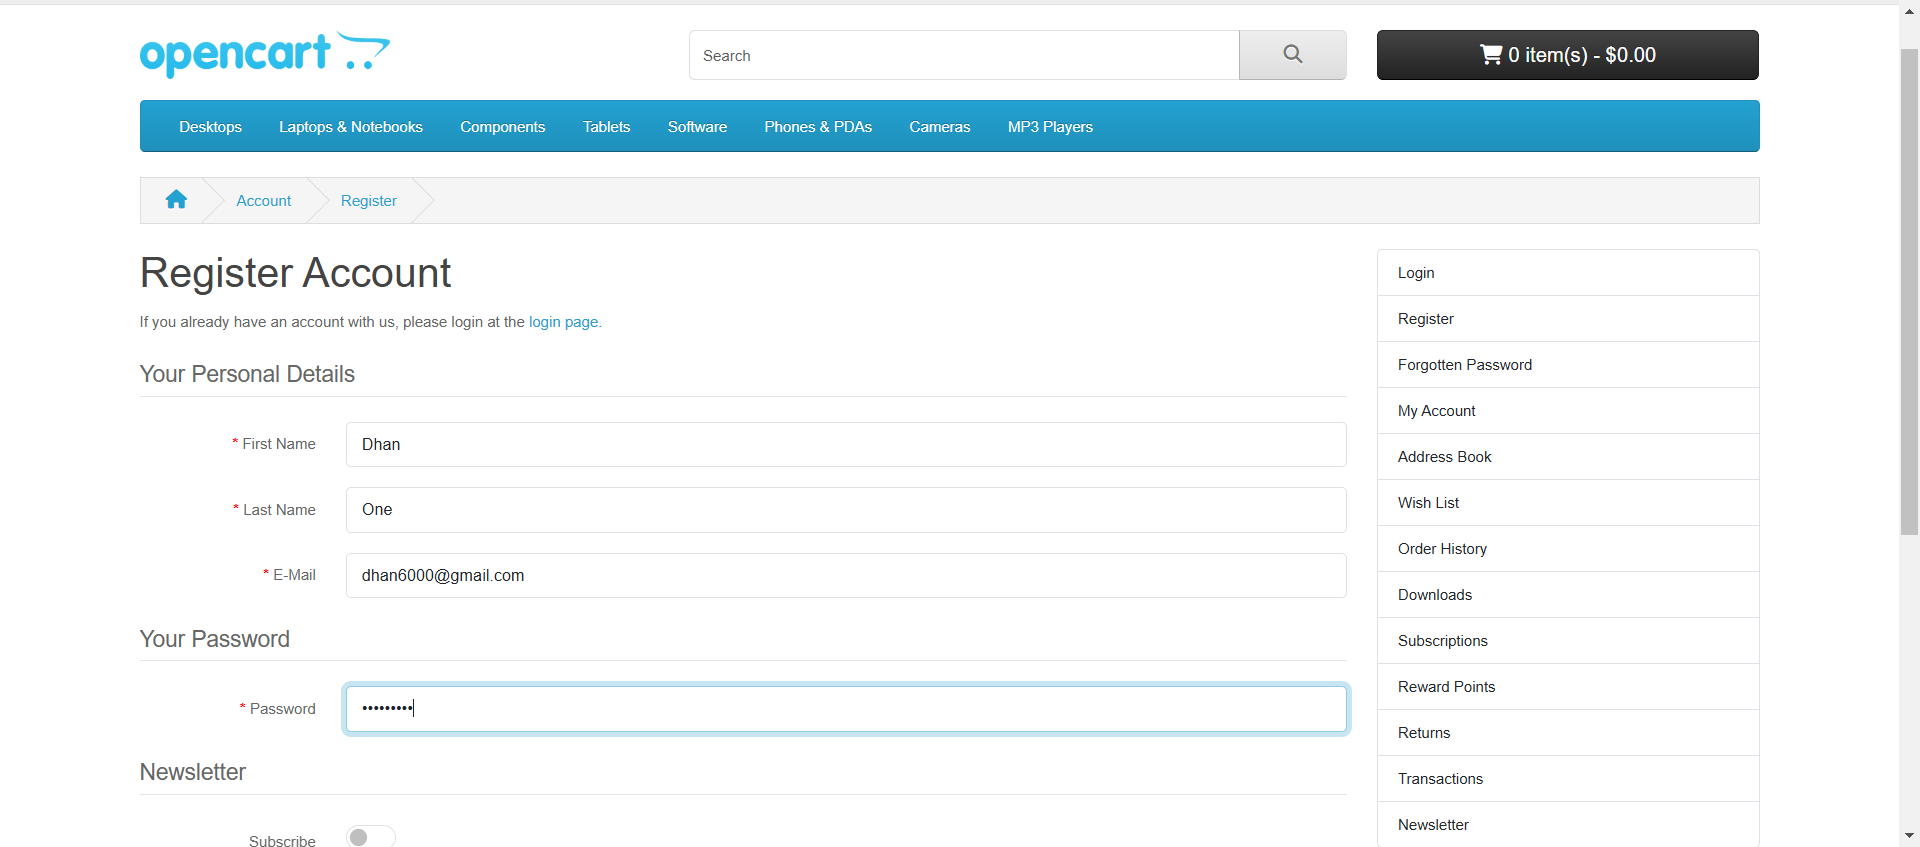 opencart
Search
0 item(s) - $0.00
Desktops Laptops & Notebooks Components Tablets Software Phones & PDAs Cameras MP3 Players
Account Register
Register Account
If you already have an account with us, please login at the login page.
Your Personal Details
* First Name Dhan
* Last Name One
* E-Mail dhan6000@gmail.com
Your Password
* Password •••••••••
Newsletter
Subscribe
Login
Register
Forgotten Password
My Account
Address Book
Wish List
Order History
Downloads
Subscriptions
Reward Points
Returns
Transactions
Newsletter